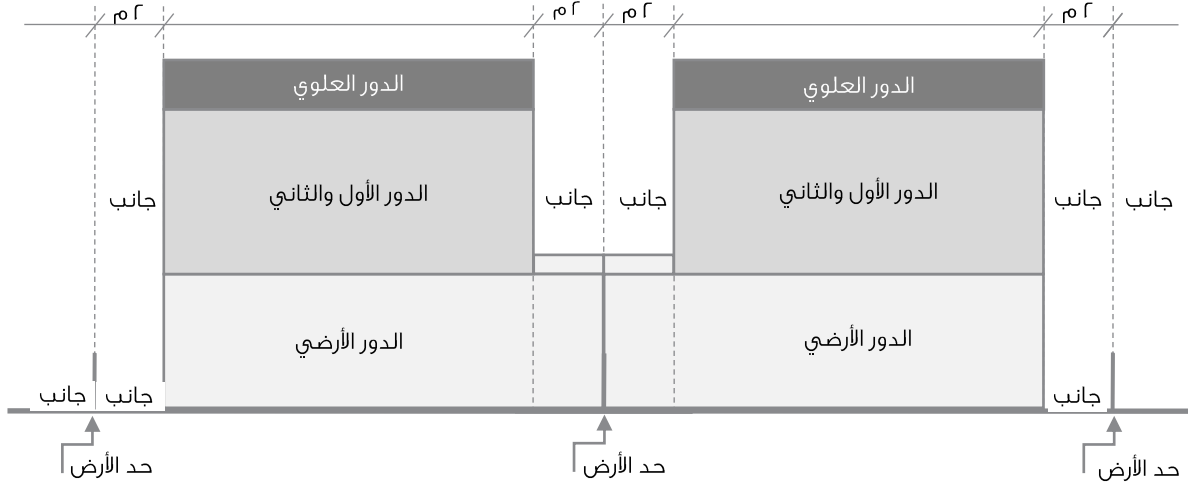 ٢ م
٢ م
٢ م
٢ م
الدور العلوي
الدور العلوي
الدور الأول والثاني
الدور الأول والثاني
جانب
جانب
جانب
جانب
جانب
الدور الأرضي
الدور الأرضي
جانب
جانب
جانب
حد الأرض
حد الأرض
حد الأرض